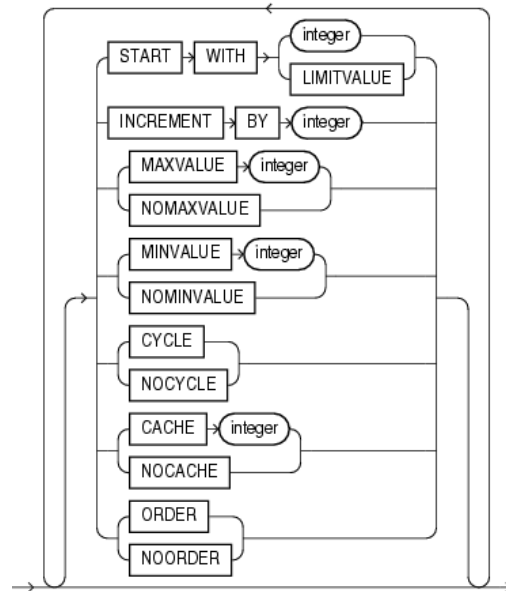 integer
START WITH
LIMITVALUE
INCREMENT BY integer
MAXVALUE integer
NOMAXVALUE
MINVALUE integer
NOMINVALUE
CYCLE
NOCYCLE
CACHE integer
NOCACHE
ORDER
NOORDER